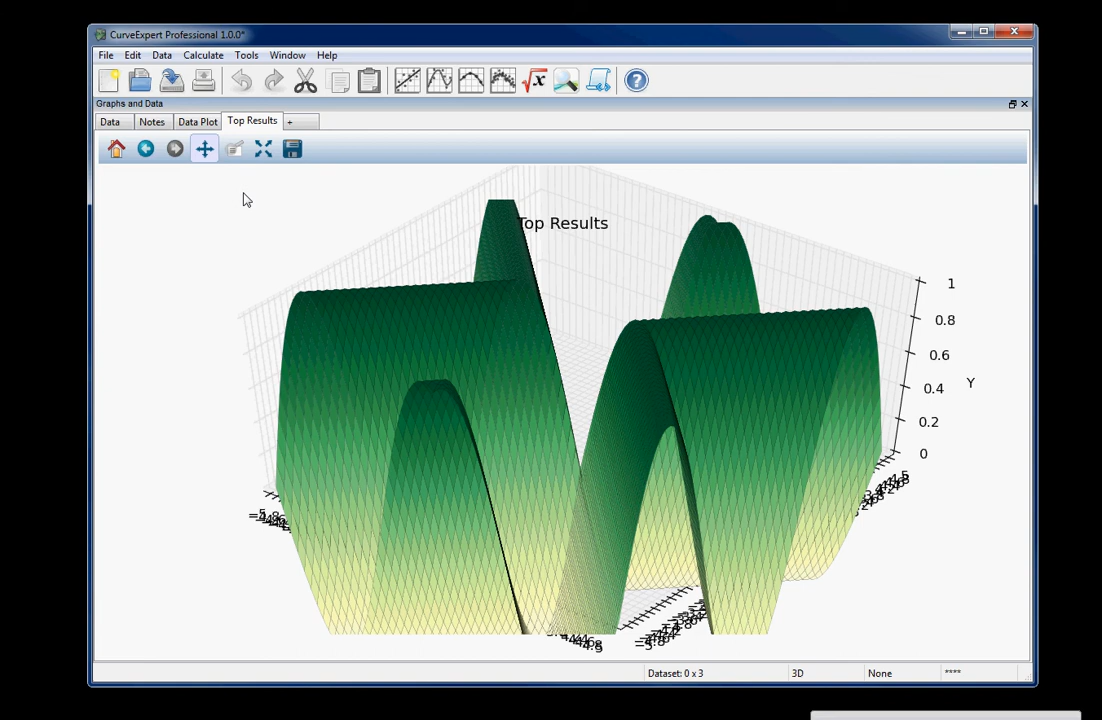 CurveExpert Professional 1.0.0*
File Edit Data Calculate Tools Window Help
Graphs and Data
Data Notes Data Plot Top Results +
Top Results
1
0.8
0.6
Y
0.4
0.2
0
Dataset: 0 x 3 3D None ****